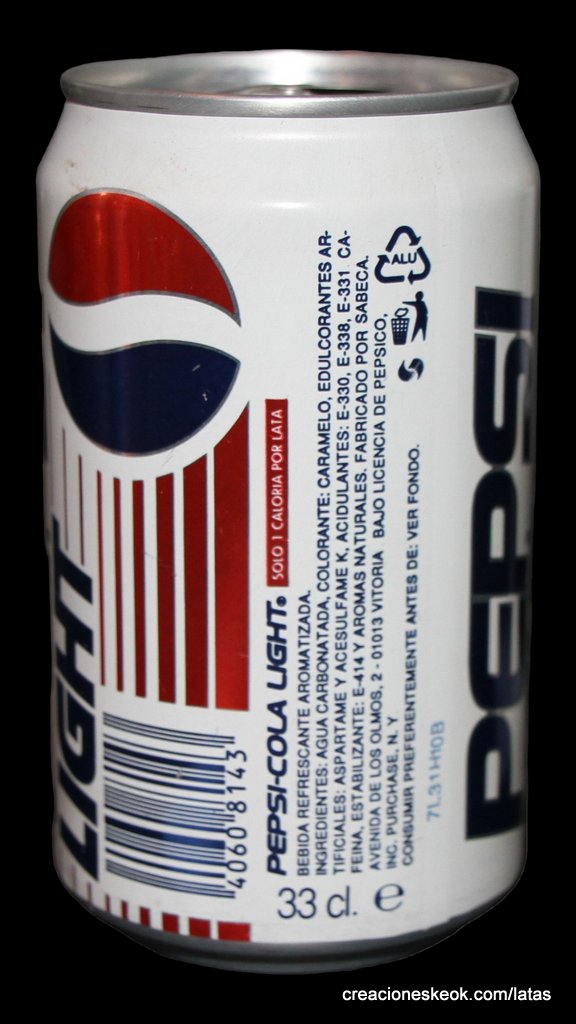 LIGHT
4060 8143
PEPSI-COLA LIGHT® SOLO 1 CALORIA POR LATA
BEBIDA REFRESCANTE AROMATIZADA.
INGREDIENTES: AGUA CARBONATADA, COLORANTE: CARAMELO, EDULCORANTES AR-
TIFICIALES: ASPARTAME Y ACESULFAME K, ACIDULANTES: E-330, E-338, E-331 CA-
FEINA, ESTABILIZANTE: E-414 Y AROMAS NATURALES. FABRICADO POR SABECA.
AVENIDA DE LOS OLMOS, 2 - 01013 VITORIA BAJO LICENCIA DE PEPSICO,
INC. PURCHASE, N. Y
CONSUMIR PREFERENTEMENTE ANTES DE: VER FONDO.
33 cl. e
7L31H10B
PEPSI
creacioneskeok.com/latas